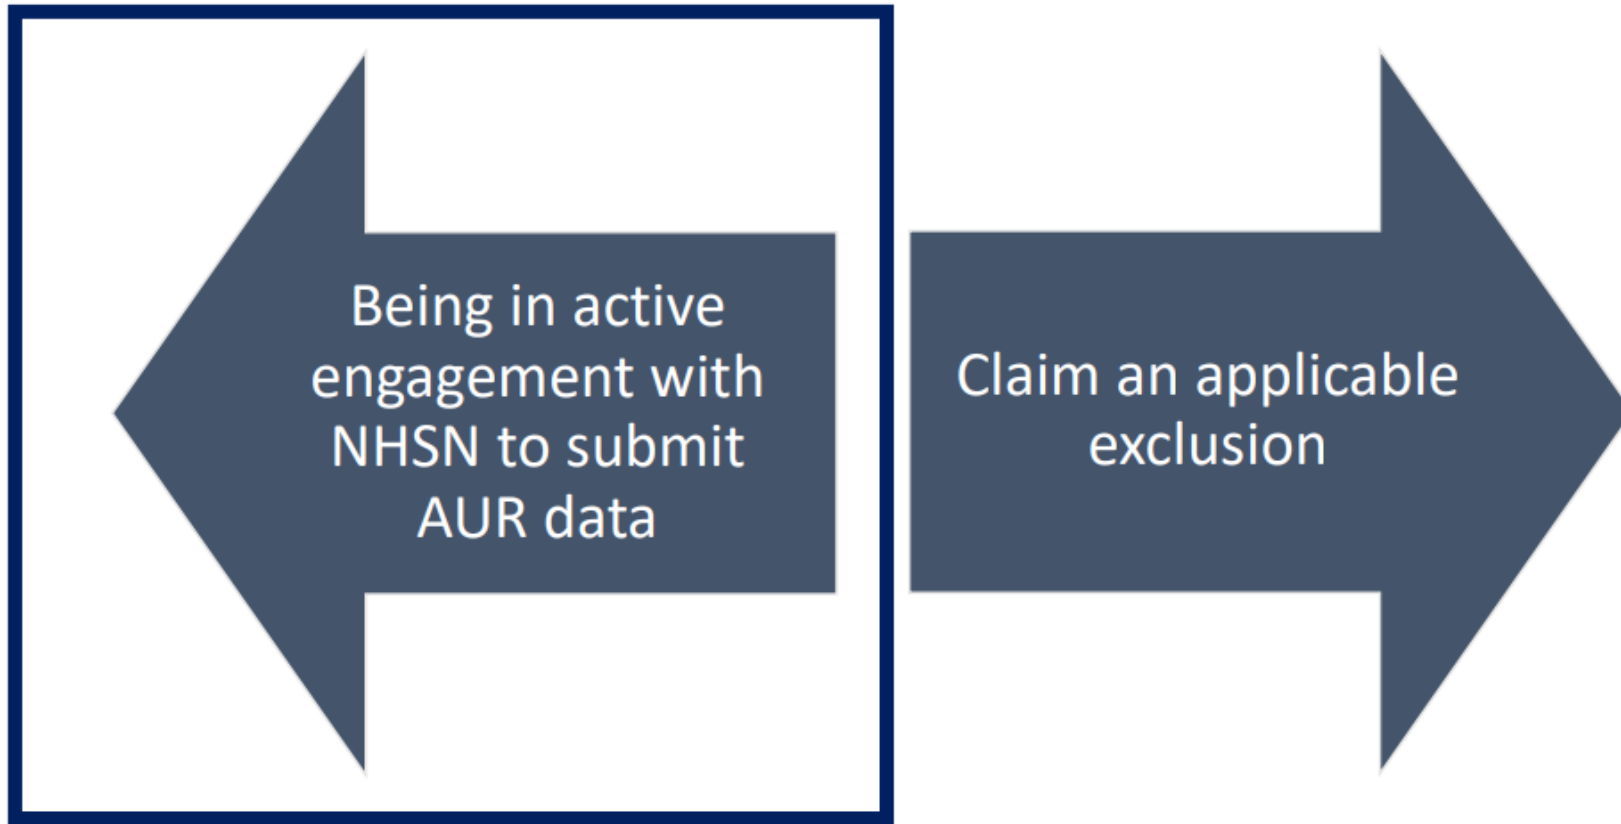 Being in active
engagement with
NHSN to submit
AUR data
Claim an applicable
exclusion